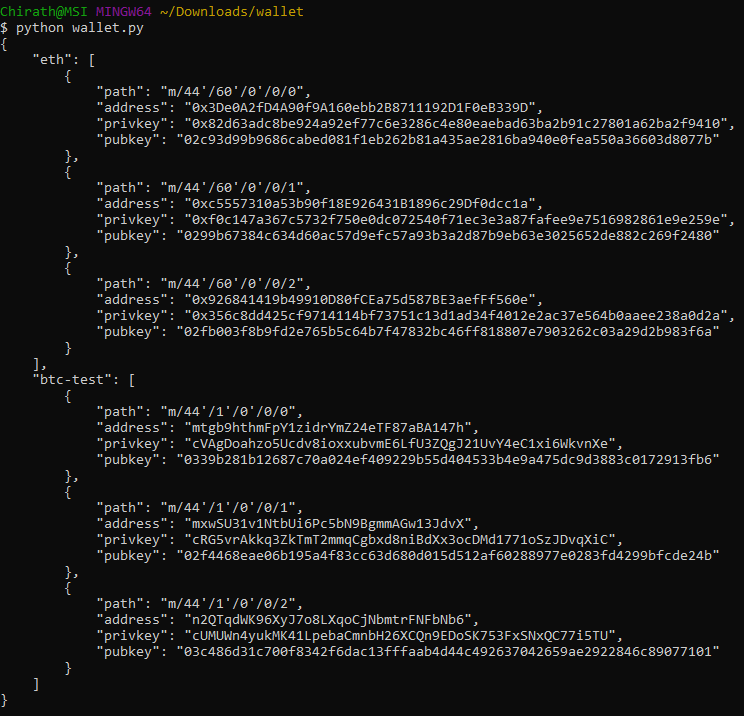 Chirath@MSI MINGW64 ~/Downloads/wallet
$ python wallet.py
{
    "eth": [
        {
            "path": "m/44'/60'/0'/0/0",
            "address": "0x3De0A2fD4A90f9A160ebb2B8711192D1F0eB339D",
            "privkey": "0x82d63adc8be924a92ef77c6e3286c4e80eaebad63ba2b91c27801a62ba2f9410",
            "pubkey": "02c93d99b9686cabed081f1eb262b81a435ae2816ba940e0fea550a36603d8077b"
        },
        {
            "path": "m/44'/60'/0'/0/1",
            "address": "0xc5557310a53b90f18E926431B1896c29Df0dcc1a",
            "privkey": "0xf0c147a367c5732f750e0dc072540f71ec3e3a87fafee9e7516982861e9e259e",
            "pubkey": "0299b67384c634d60ac57d9efc57a93b3a2d87b9eb63e3025652de882c269f2480"
        },
        {
            "path": "m/44'/60'/0'/0/2",
            "address": "0x926841419b49910D80fCEa75d587BE3aefFf560e",
            "privkey": "0x356c8dd425cf9714114bf73751c13d1ad34f4012e2ac37e564b0aaee238a0d2a",
            "pubkey": "02fb003f8b9fd2e765b5c64b7f47832bc46ff818807e7903262c03a29d2b983f6a"
        }
    ],
    "btc-test": [
        {
            "path": "m/44'/1'/0'/0/0",
            "address": "mtgb9hthmFpY1zidrYmZ24eTF87aBA147h",
            "privkey": "cVAgDoahzo5Ucdv8ioxxubvmE6LfU3ZQgJ21UvY4eC1xi6WkvnXe",
            "pubkey": "0339b281b12687c70a024ef409229b55d404533b4e9a475dc9d3883c0172913fb6"
        },
        {
            "path": "m/44'/1'/0'/0/1",
            "address": "mxwSU31v1NtbUi6Pc5bN9BgmmAGw13JdvX",
            "privkey": "cRG5vrAkkq3ZkTmT2mmqCgbxd8niBdXx3ocDMd1771oSzJDvqXiC",
            "pubkey": "02f4468eae06b195a4f83cc63d680d015d512af60288977e0283fd4299bfcde24b"
        },
        {
            "path": "m/44'/1'/0'/0/2",
            "address": "n2QTqdWK96XyJ7o8LXqoCjNbmtrFNFbNb6",
            "privkey": "cUMUWn4yukMK41LpebaCmnbH26XCQn9EDoSK753FxSNxQC77i5TU",
            "pubkey": "03c486d31c700f8342f6dac13fffaab4d44c492637042659ae2922846c89077101"
        }
    ]
}